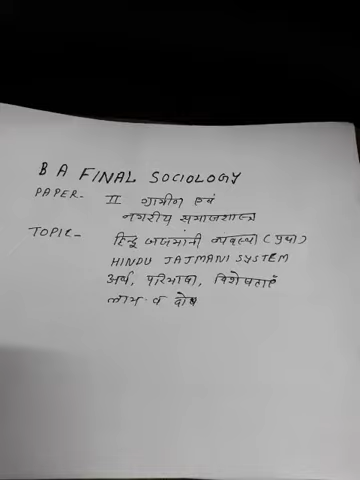 B A FINAL SOCIOLOGY
PAPER- II ग्रामीण एवं
नगरीय समाजशास्त्र
TOPIC- हिन्दू जजमानी व्यवस्था (प्रथा)
HINDU JAJMANI SYSTEM
अर्थ, परिभाषा, विशेषताएँ
लाभ व दोष